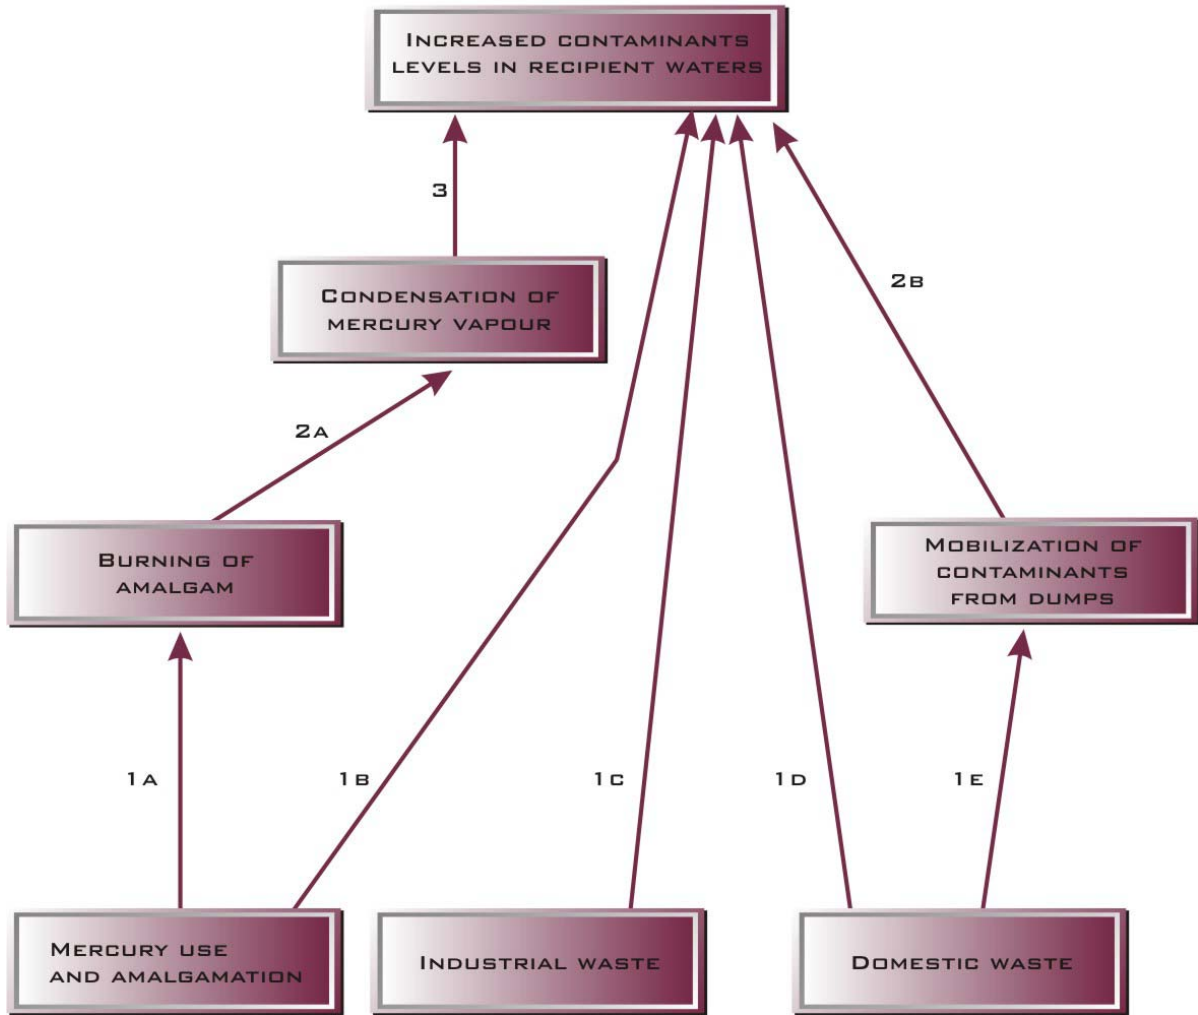 INCREASED CONTAMINANTS
LEVELS IN RECIPIENT WATERS
3
CONDENSATION OF
MERCURY VAPOUR
2B
2A
BURNING OF
AMALGAM
MOBILIZATION OF
CONTAMINANTS
FROM DUMPS
1A
1B
1C
1D
1E
MERCURY USE
AND AMALGAMATION
INDUSTRIAL WASTE
DOMESTIC WASTE